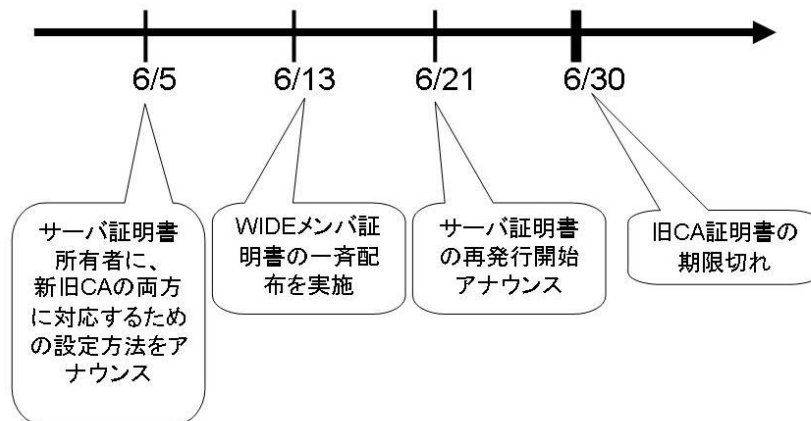 6/5
6/13
6/21
6/30
サーバ証明書
所有者に、
新旧CAの両方
に対応するため
の設定方法をア
ナウンス
WIDEメンバ証
明書の一斉配
布を実施
サーバ証明書
の再発行開始
アナウンス
旧CA証明書の
期限切れ